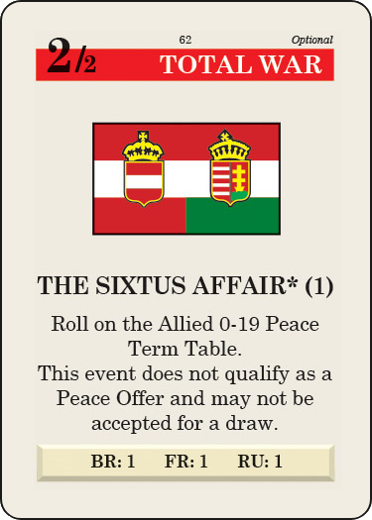 2/2
62
Optional
TOTAL WAR
THE SIXTUS AFFAIR* (1)
Roll on the Allied 0-19 Peace
Term Table.
This event does not qualify as a
Peace Offer and may not be
accepted for a draw.
BR: 1 FR: 1 RU: 1